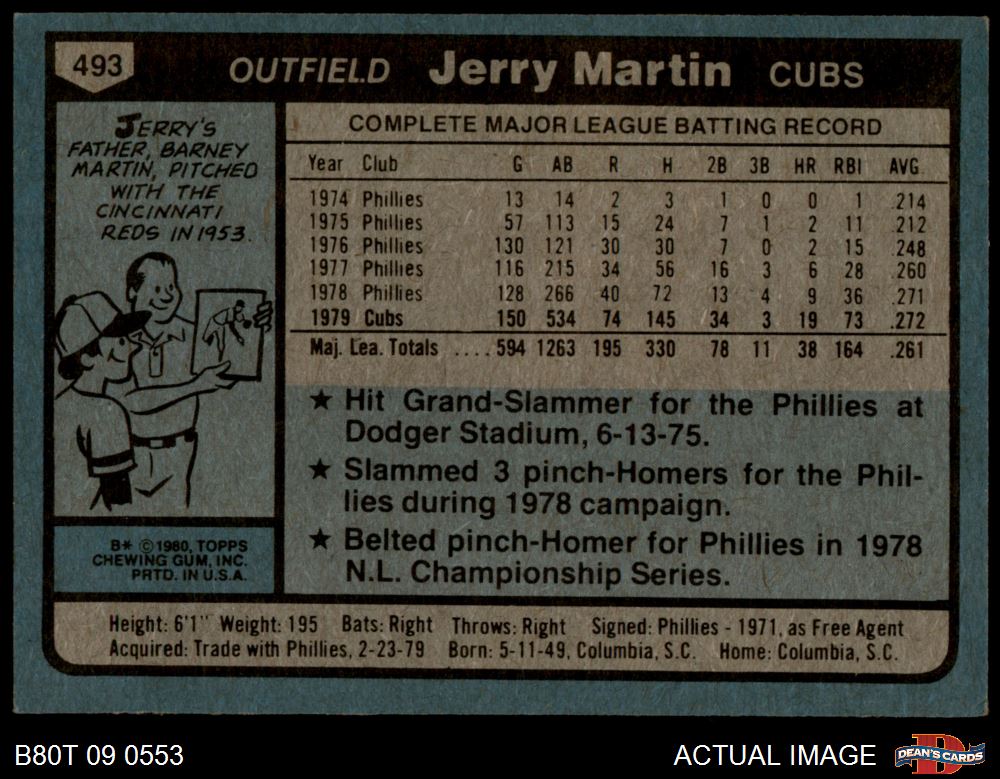 493 OUTFIELD Jerry Martin CUBS
JERRY'S
FATHER, BARNEY
MARTIN, PITCHED
WITH THE
CINCINNATI
REDS IN 1953.
B* ©1980, TOPPS
CHEWING GUM, INC.
PRTD. IN U.S.A.
COMPLETE MAJOR LEAGUE BATTING RECORD
Year Club G AB R H 2B 3B HR RBI AVG.
1974 Phillies 13 14 2 3 1 0 0 1 .214
1975 Phillies 57 113 15 24 7 1 2 11 .212
1976 Phillies 130 121 30 30 7 0 2 15 .248
1977 Phillies 116 215 34 56 16 3 6 28 .260
1978 Phillies 128 266 40 72 13 4 9 36 .271
1979 Cubs 150 534 74 145 34 3 19 73 .272
Maj. Lea. Totals .... 594 1263 195 330 78 11 38 164 .261
★ Hit Grand-Slammer for the Phillies at
Dodger Stadium, 6-13-75.
★ Slammed 3 pinch-Homers for the Phil-
lies during 1978 campaign.
★ Belted pinch-Homer for Phillies in 1978
N.L. Championship Series.
Height: 6'1" Weight: 195 Bats: Right Throws: Right Signed: Phillies - 1971, as Free Agent
Acquired: Trade with Phillies, 2-23-79 Born: 5-11-49, Columbia, S.C. Home: Columbia, S.C.
B80T 09 0553 ACTUAL IMAGE DEAN'S CARDS